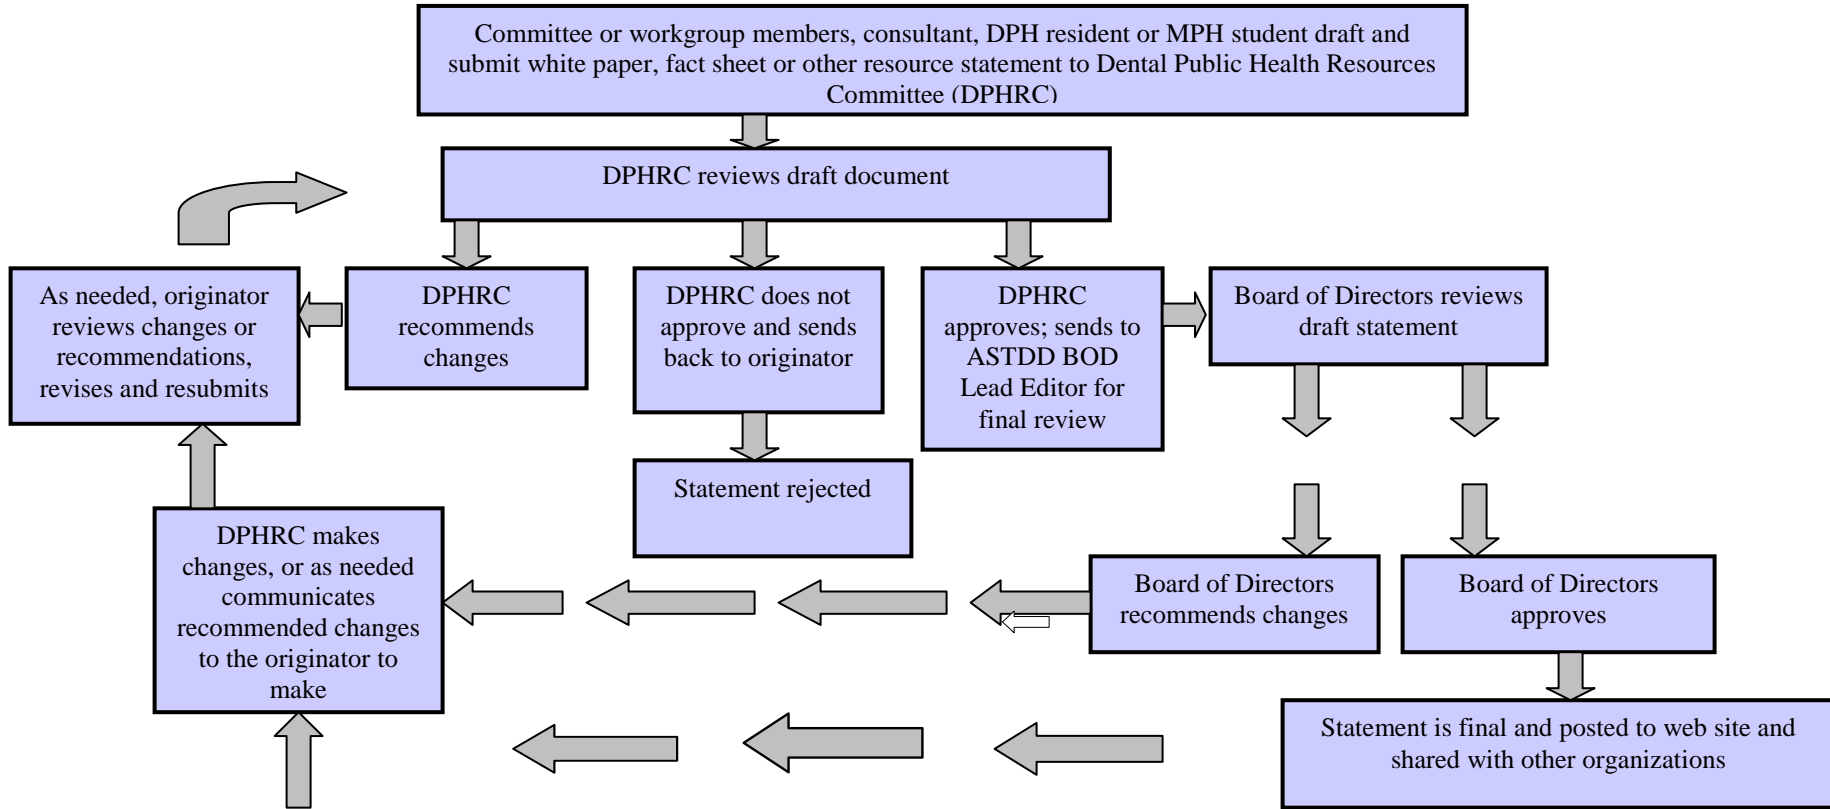 Committee or workgroup members, consultant, DPH resident or MPH student draft and
submit white paper, fact sheet or other resource statement to Dental Public Health Resources
Committee (DPHRC)
DPHRC reviews draft document
As needed, originator
reviews changes or
recommendations,
revises and resubmits
DPHRC
recommends
changes
DPHRC does not
approve and sends
back to originator
DPHRC
approves; sends to
ASTDD BOD
Lead Editor for
final review
Board of Directors reviews
draft statement
Statement rejected
DPHRC makes
changes, or as needed
communicates
recommended changes
to the originator to
make
Board of Directors
recommends changes
Board of Directors
approves
Statement is final and posted to web site and
shared with other organizations